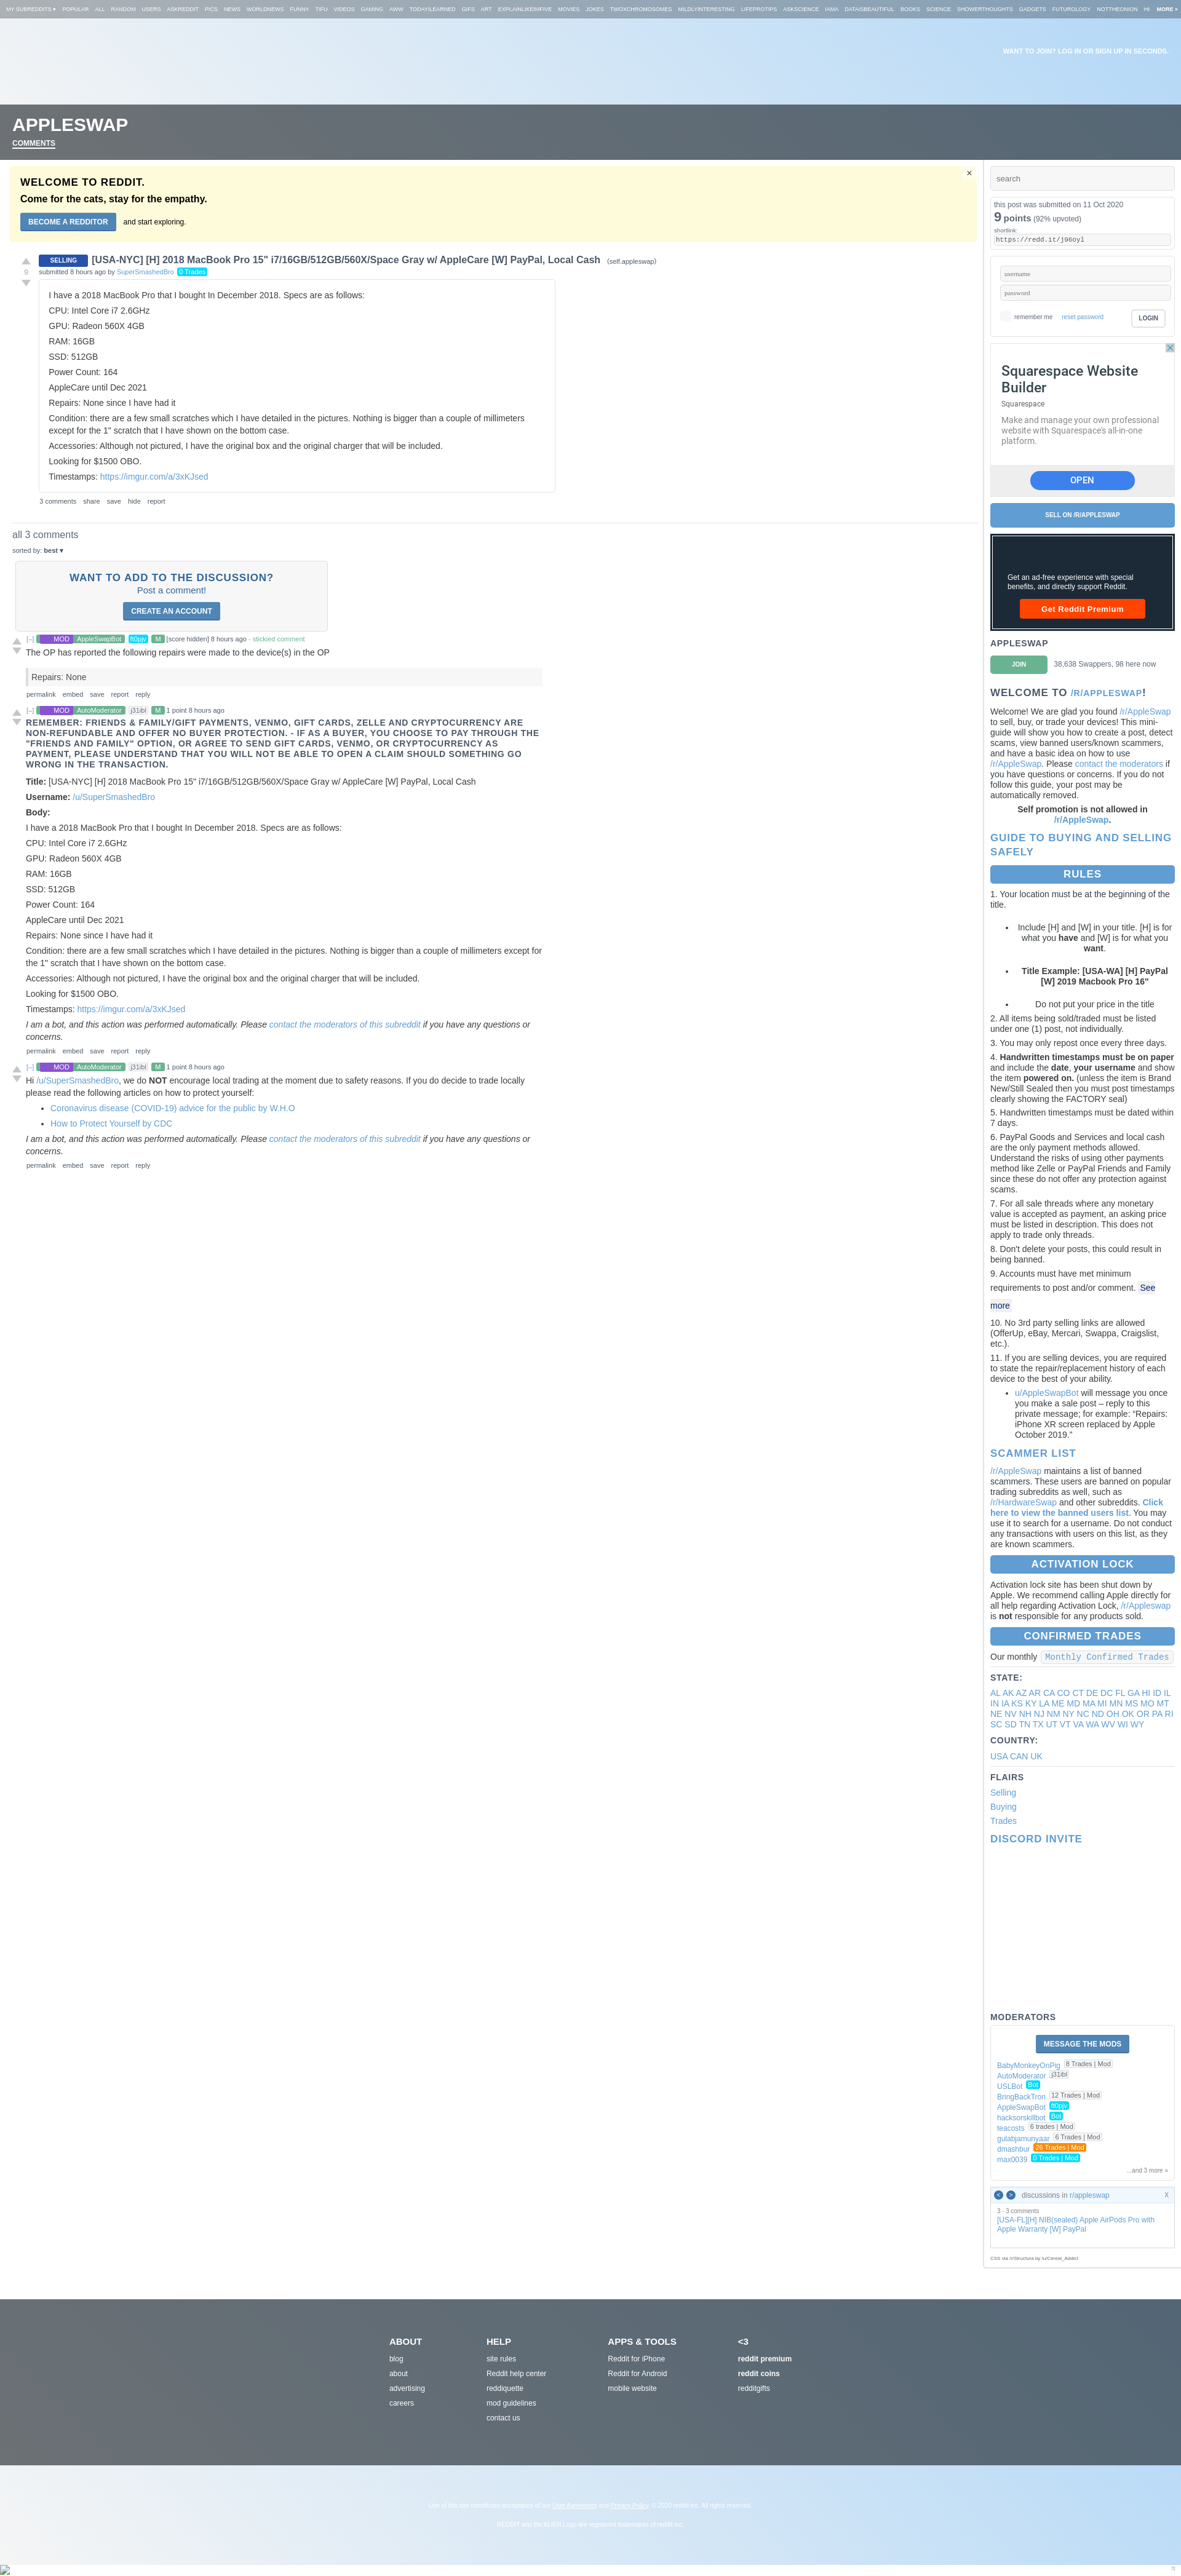 MY SUBREDDITS ▾ POPULAR ALL RANDOM USERS ASKREDDIT PICS NEWS WORLDNEWS FUNNY TIFU VIDEOS GAMING AWW TODAYILEARNED GIFS ART EXPLAINLIKEIMFIVE MOVIES JOKES TWOXCHROMOSOMES MILDLYINTERESTING LIFEPROTIPS ASKSCIENCE IAMA DATAISBEAUTIFUL BOOKS SCIENCE SHOWERTHOUGHTS GADGETS FUTUROLOGY NOTTHEONION HI MORE »
WANT TO JOIN? LOG IN OR SIGN UP IN SECONDS.
APPLESWAP
COMMENTS
×
WELCOME TO REDDIT.
Come for the cats, stay for the empathy.
BECOME A REDDITOR and start exploring.
SELLING [USA-NYC] [H] 2018 MacBook Pro 15" i7/16GB/512GB/560X/Space Gray w/ AppleCare [W] PayPal, Local Cash (self.appleswap)
9
submitted 8 hours ago by SuperSmashedBro 0 Trades
I have a 2018 MacBook Pro that I bought In December 2018. Specs are as follows:
CPU: Intel Core i7 2.6GHz
GPU: Radeon 560X 4GB
RAM: 16GB
SSD: 512GB
Power Count: 164
AppleCare until Dec 2021
Repairs: None since I have had it
Condition: there are a few small scratches which I have detailed in the pictures. Nothing is bigger than a couple of millimeters
except for the 1" scratch that I have shown on the bottom case.
Accessories: Although not pictured, I have the original box and the original charger that will be included.
Looking for $1500 OBO.
Timestamps: https://imgur.com/a/3xKJsed
3 comments share save hide report
all 3 comments
sorted by: best ▾
WANT TO ADD TO THE DISCUSSION?
Post a comment!
CREATE AN ACCOUNT
[–] MOD AppleSwapBot ft0pjv M [score hidden] 8 hours ago - stickied comment
The OP has reported the following repairs were made to the device(s) in the OP
Repairs: None
permalink embed save report reply
[–] MOD AutoModerator j31ibl M 1 point 8 hours ago
REMEMBER: FRIENDS & FAMILY/GIFT PAYMENTS, VENMO, GIFT CARDS, ZELLE AND CRYPTOCURRENCY ARE
NON-REFUNDABLE AND OFFER NO BUYER PROTECTION. - IF AS A BUYER, YOU CHOOSE TO PAY THROUGH THE
"FRIENDS AND FAMILY" OPTION, OR AGREE TO SEND GIFT CARDS, VENMO, OR CRYPTOCURRENCY AS
PAYMENT, PLEASE UNDERSTAND THAT YOU WILL NOT BE ABLE TO OPEN A CLAIM SHOULD SOMETHING GO
WRONG IN THE TRANSACTION.
Title: [USA-NYC] [H] 2018 MacBook Pro 15" i7/16GB/512GB/560X/Space Gray w/ AppleCare [W] PayPal, Local Cash
Username: /u/SuperSmashedBro
Body:
I have a 2018 MacBook Pro that I bought In December 2018. Specs are as follows:
CPU: Intel Core i7 2.6GHz
GPU: Radeon 560X 4GB
RAM: 16GB
SSD: 512GB
Power Count: 164
AppleCare until Dec 2021
Repairs: None since I have had it
Condition: there are a few small scratches which I have detailed in the pictures. Nothing is bigger than a couple of millimeters except for
the 1" scratch that I have shown on the bottom case.
Accessories: Although not pictured, I have the original box and the original charger that will be included.
Looking for $1500 OBO.
Timestamps: https://imgur.com/a/3xKJsed
I am a bot, and this action was performed automatically. Please contact the moderators of this subreddit if you have any questions or
concerns.
permalink embed save report reply
[–] MOD AutoModerator j31ibl M 1 point 8 hours ago
Hi /u/SuperSmashedBro, we do NOT encourage local trading at the moment due to safety reasons. If you do decide to trade locally
please read the following articles on how to protect yourself:
• Coronavirus disease (COVID-19) advice for the public by W.H.O
• How to Protect Yourself by CDC
I am a bot, and this action was performed automatically. Please contact the moderators of this subreddit if you have any questions or
concerns.
permalink embed save report reply
search
this post was submitted on 11 Oct 2020
9 points (92% upvoted)
shortlink:
https://redd.it/j96oyl
username
password
remember me reset password LOGIN
Squarespace Website
Builder
Squarespace
Make and manage your own professional
website with Squarespace's all-in-one
platform.
OPEN
SELL ON /R/APPLESWAP
Get an ad-free experience with special
benefits, and directly support Reddit.
Get Reddit Premium
APPLESWAP
JOIN 38,638 Swappers, 98 here now
WELCOME TO /R/APPLESWAP!
Welcome! We are glad you found /r/AppleSwap
to sell, buy, or trade your devices! This mini-
guide will show you how to create a post, detect
scams, view banned users/known scammers,
and have a basic idea on how to use
/r/AppleSwap. Please contact the moderators if
you have questions or concerns. If you do not
follow this guide, your post may be
automatically removed.
Self promotion is not allowed in
/r/AppleSwap.
GUIDE TO BUYING AND SELLING
SAFELY
RULES
1. Your location must be at the beginning of the
title.
• Include [H] and [W] in your title. [H] is for
what you have and [W] is for what you
want.
• Title Example: [USA-WA] [H] PayPal
[W] 2019 Macbook Pro 16"
• Do not put your price in the title
2. All items being sold/traded must be listed
under one (1) post, not individually.
3. You may only repost once every three days.
4. Handwritten timestamps must be on paper
and include the date, your username and show
the item powered on. (unless the item is Brand
New/Still Sealed then you must post timestamps
clearly showing the FACTORY seal)
5. Handwritten timestamps must be dated within
7 days.
6. PayPal Goods and Services and local cash
are the only payment methods allowed.
Understand the risks of using other payments
method like Zelle or PayPal Friends and Family
since these do not offer any protection against
scams.
7. For all sale threads where any monetary
value is accepted as payment, an asking price
must be listed in description. This does not
apply to trade only threads.
8. Don't delete your posts, this could result in
being banned.
9. Accounts must have met minimum
requirements to post and/or comment. See
more
10. No 3rd party selling links are allowed
(OfferUp, eBay, Mercari, Swappa, Craigslist,
etc.).
11. If you are selling devices, you are required
to state the repair/replacement history of each
device to the best of your ability.
• u/AppleSwapBot will message you once
you make a sale post – reply to this
private message; for example: “Repairs:
iPhone XR screen replaced by Apple
October 2019.”
SCAMMER LIST
/r/AppleSwap maintains a list of banned
scammers. These users are banned on popular
trading subreddits as well, such as
/r/HardwareSwap and other subreddits. Click
here to view the banned users list. You may
use it to search for a username. Do not conduct
any transactions with users on this list, as they
are known scammers.
ACTIVATION LOCK
Activation lock site has been shut down by
Apple. We recommend calling Apple directly for
all help regarding Activation Lock, /r/Appleswap
is not responsible for any products sold.
CONFIRMED TRADES
Our monthly Monthly Confirmed Trades
STATE:
AL AK AZ AR CA CO CT DE DC FL GA HI ID IL
IN IA KS KY LA ME MD MA MI MN MS MO MT
NE NV NH NJ NM NY NC ND OH OK OR PA RI
SC SD TN TX UT VT VA WA WV WI WY
COUNTRY:
USA CAN UK
FLAIRS
Selling
Buying
Trades
DISCORD INVITE
MODERATORS
MESSAGE THE MODS
BabyMonkeyOnPig 8 Trades | Mod
AutoModerator j31ibl
USLBot Bot
BringBackTron 12 Trades | Mod
AppleSwapBot ft0pjv
hacksorskillbot Bot
teacosts 6 trades | Mod
gulabjamunyaar 6 Trades | Mod
dmashbur 26 Trades | Mod
max0039 0 Trades | Mod
...and 3 more »
< > discussions in r/appleswap X
3 · 3 comments
[USA-FL][H] NIB(sealed) Apple AirPods Pro with
Apple Warranty [W] PayPal
CSS via /r/Structura by /u/Cereal_Addict
ABOUT
blog
about
advertising
careers
HELP
site rules
Reddit help center
reddiquette
mod guidelines
contact us
APPS & TOOLS
Reddit for iPhone
Reddit for Android
mobile website
<3
reddit premium
reddit coins
redditgifts
Use of this site constitutes acceptance of our User Agreement and Privacy Policy. © 2020 reddit inc. All rights reserved.
REDDIT and the ALIEN Logo are registered trademarks of reddit inc.
π